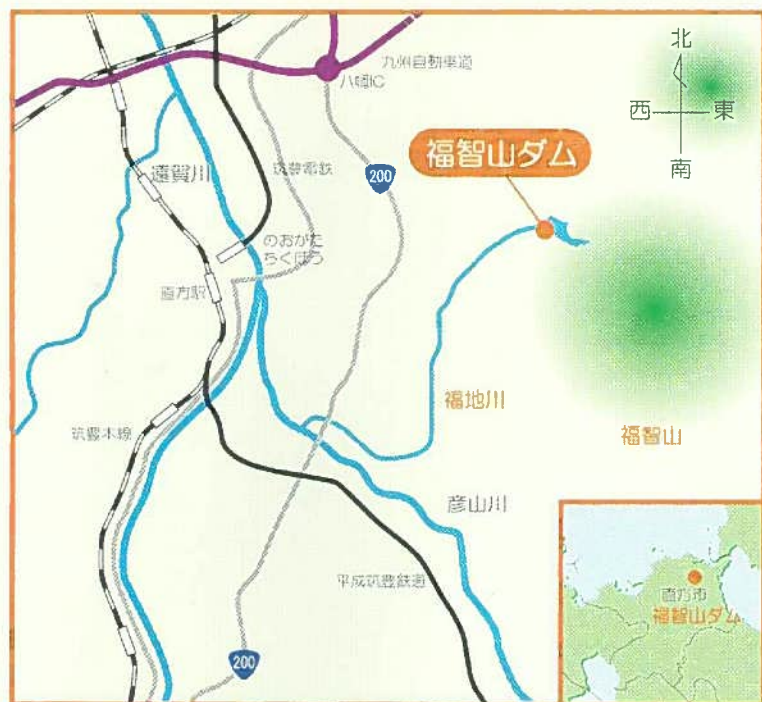 北
西
東
南
九州自動車道
八幡IC
200
福智山ダム
遠賀川
筑豊電鉄
のおがた
ちくほう
直方駅
福地川
福智山
筑豊本線
彦山川
平成筑豊鉄道
200
直方市
福智山ダム